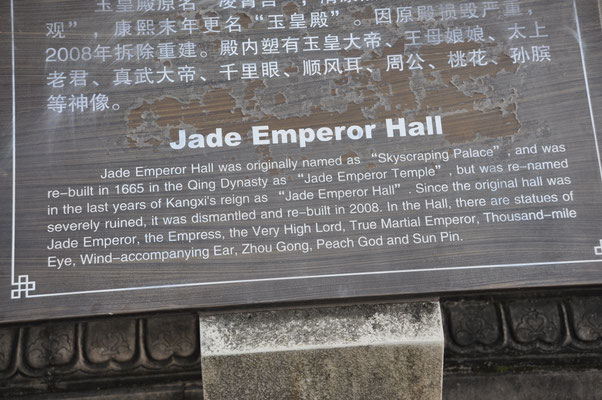 玉皇殿原名“凌霄
观”，康熙末年更名“玉皇殿”。因原殿损毁严重，
2008年拆除重建。殿内塑有玉皇大帝、王母娘娘、太上
老君、真武大帝、千里眼、顺风耳、周公、桃花、孙膑
等神像。
Jade Emperor Hall
Jade Emperor Hall was originally named as “Skyscraping Palace”, and was
re-built in 1665 in the Qing Dynasty as “Jade Emperor Temple”, but was re-named
in the last years of Kangxi's reign as “Jade Emperor Hall”. Since the original hall was
severely ruined, it was dismantled and re-built in 2008. In the Hall, there are statues of
Jade Emperor, the Empress, the Very High Lord, True Martial Emperor, Thousand-mile
Eye, Wind-accompanying Ear, Zhou Gong, Peach God and Sun Pin.